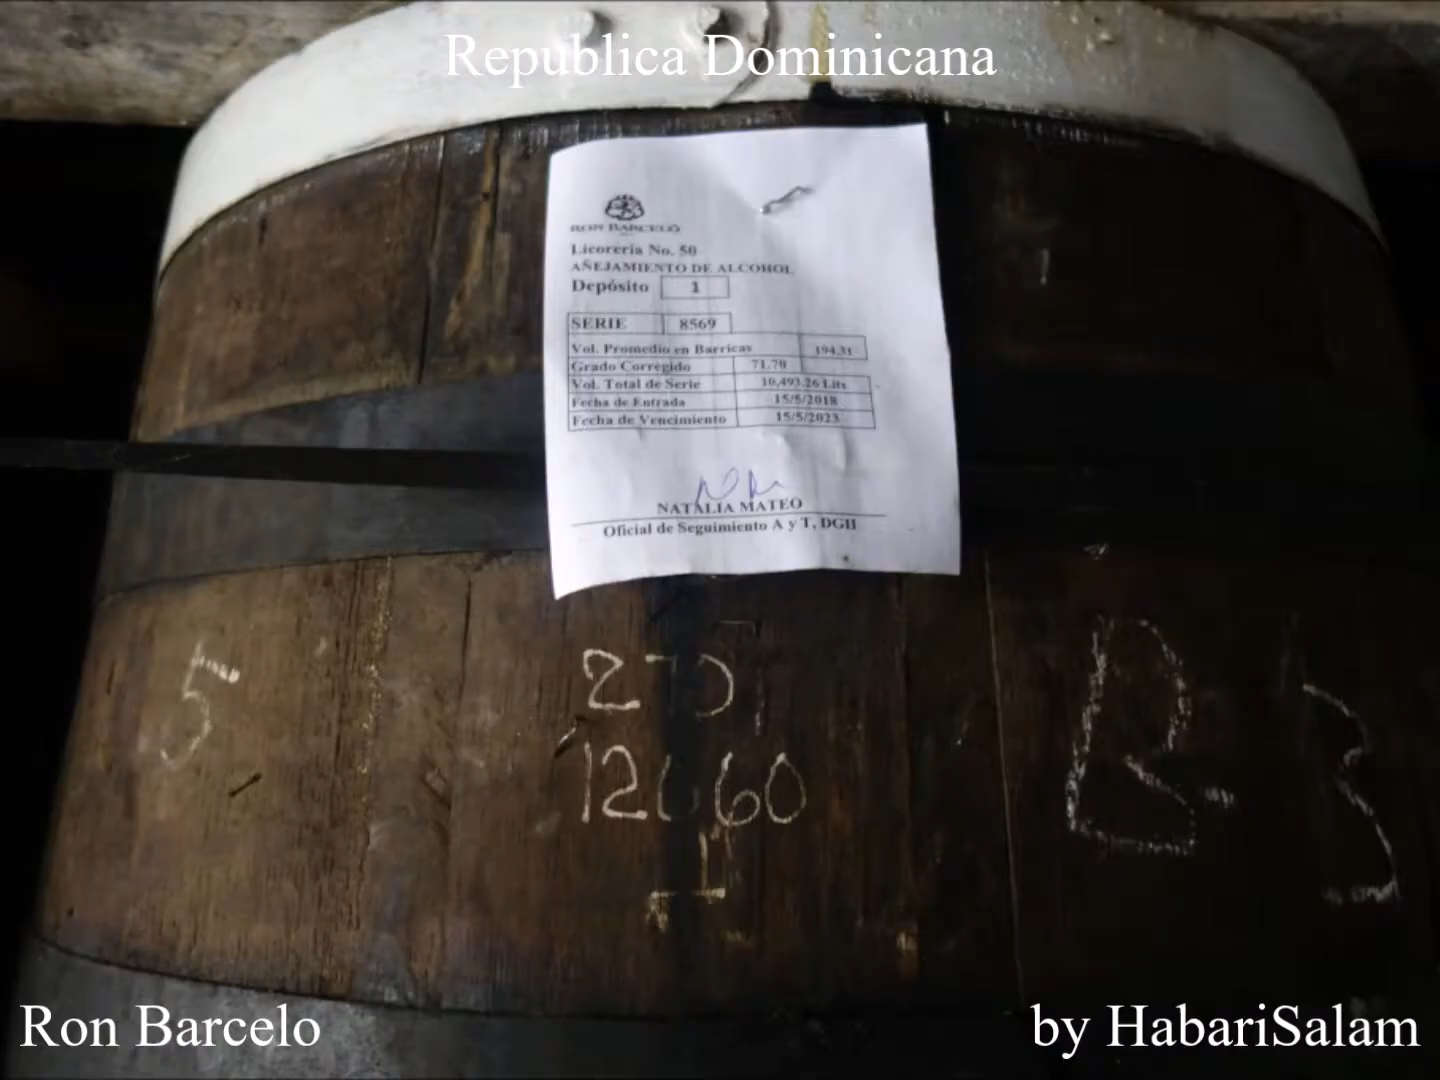 Republica Dominicana
RON BARCELÓ
Licorería No. 50
AÑEJAMIENTO DE ALCOHOL
Depósito 1
SERIE 8569
Vol. Promedio en Barricas 194.31
Grado Corregido 71.70
Vol. Total de Serie 10,493.26 Lits
Fecha de Entrada 15/5/2018
Fecha de Vencimiento 15/5/2023
NATALIA MATEO
Oficial de Seguimiento A y T, DGII
5
12660
Ron Barcelo
by HabariSalam